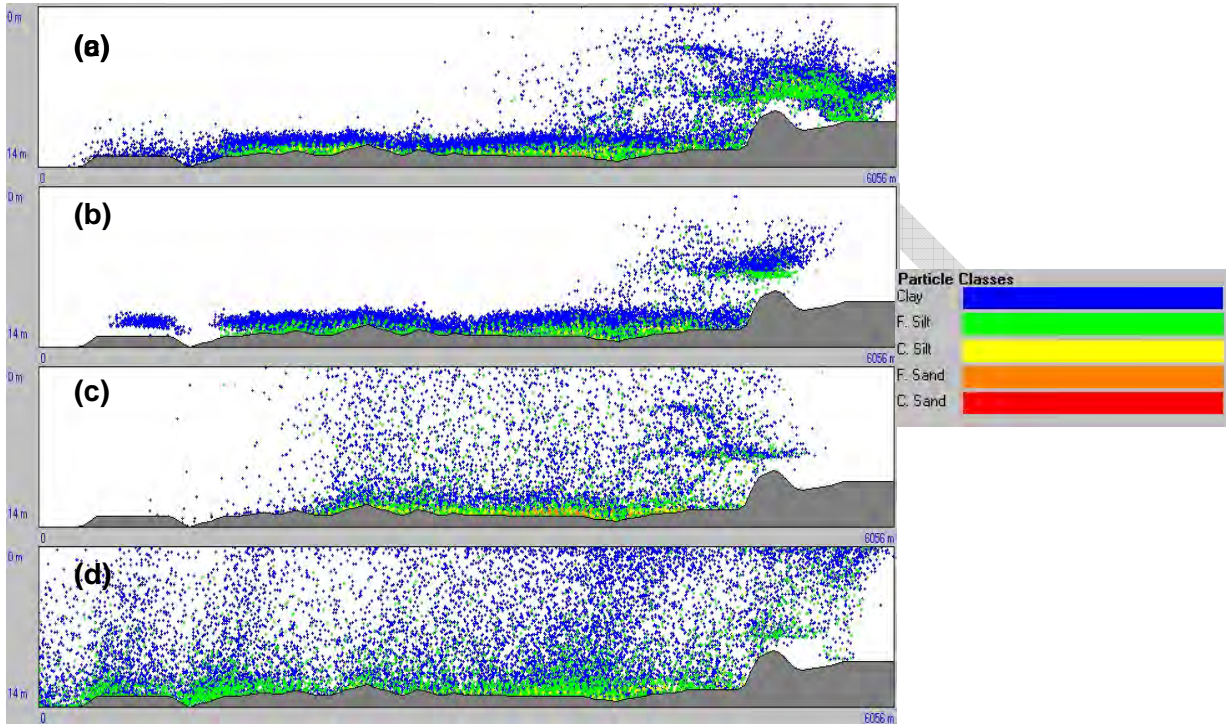 0 m
(a)
14 m
0
6056 m
0 m
(b)
14 m
0
6056 m
0 m
(c)
14 m
0
6056 m
0 m
(d)
14 m
0
6056 m
Particle Classes
Clay
F. Silt
C. Silt
F. Sand
C. Sand